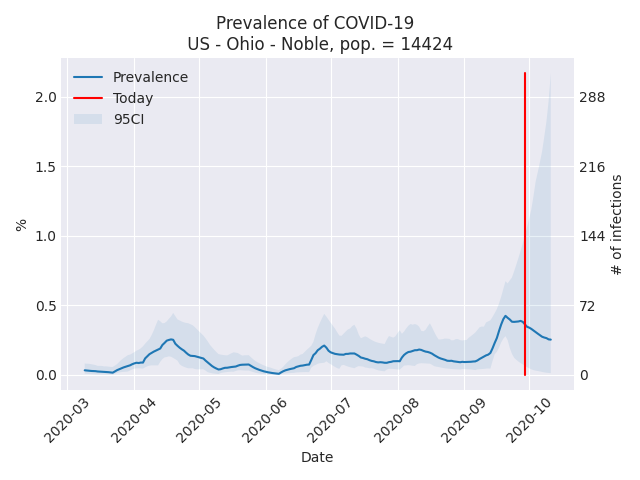 Prevalence of COVID-19
US - Ohio - Noble, pop. = 14424
Prevalence
Today
95CI
2.0
1.5
1.0
0.5
0.0
%
288
216
144
72
0
# of infections
2020-03
2020-04
2020-05
2020-06
2020-07
2020-08
2020-09
2020-10
Date